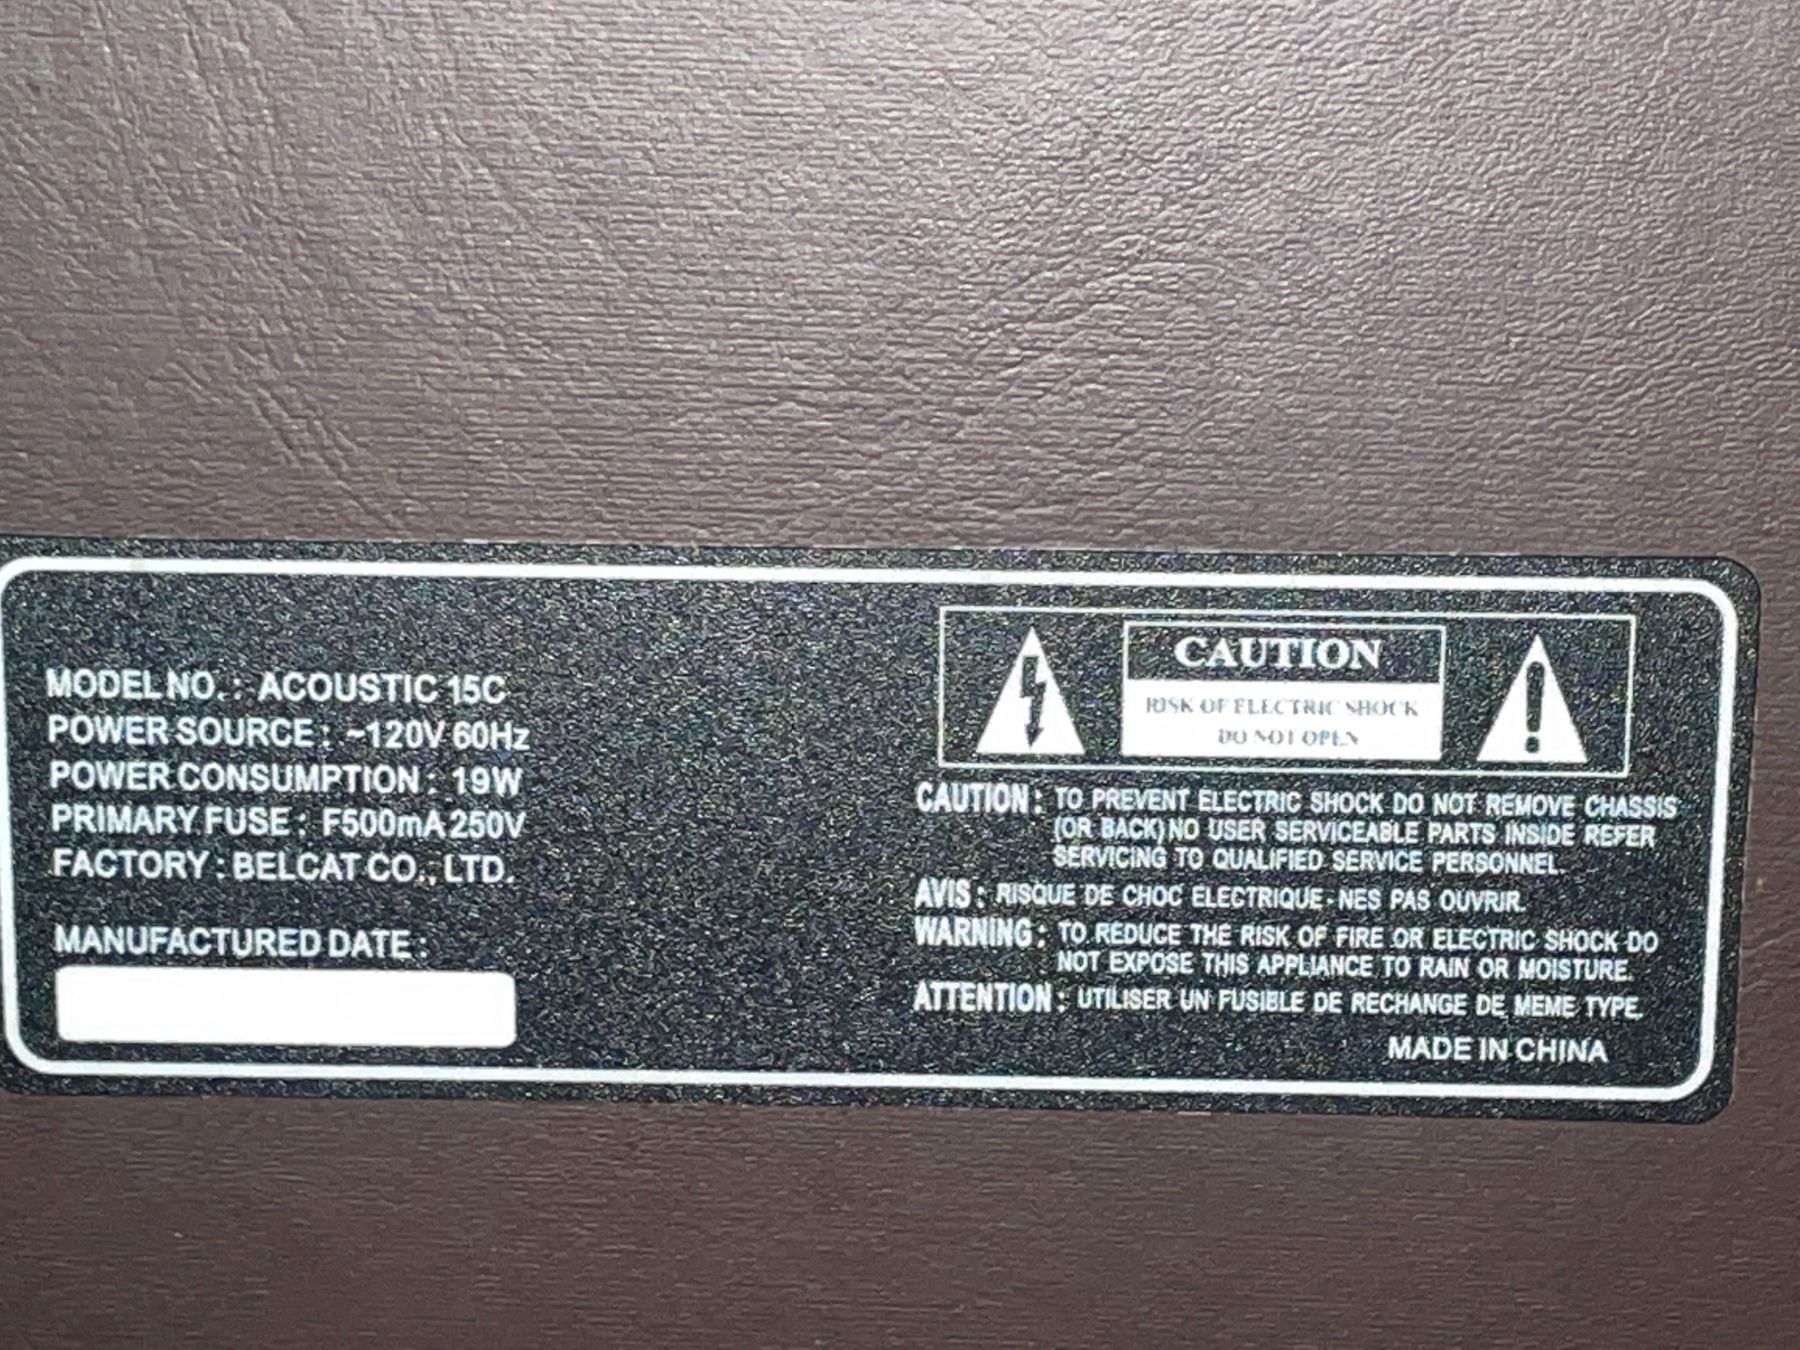 MODEL NO. : ACOUSTIC 15C
POWER SOURCE : ~120V 60Hz
POWER CONSUMPTION : 19W
PRIMARY FUSE : F500mA 250V
FACTORY : BELCAT CO., LTD.
MANUFACTURED DATE :
CAUTION
RISK OF ELECTRIC SHOCK
DO NOT OPEN
CAUTION : TO PREVENT ELECTRIC SHOCK DO NOT REMOVE CHASSIS
(OR BACK) NO USER SERVICEABLE PARTS INSIDE REFER
SERVICING TO QUALIFIED SERVICE PERSONNEL.
AVIS : RISQUE DE CHOC ELECTRIQUE - NES PAS OUVRIR.
WARNING : TO REDUCE THE RISK OF FIRE OR ELECTRIC SHOCK DO
NOT EXPOSE THIS APPLIANCE TO RAIN OR MOISTURE.
ATTENTION : UTILISER UN FUSIBLE DE RECHANGE DE MEME TYPE.
MADE IN CHINA